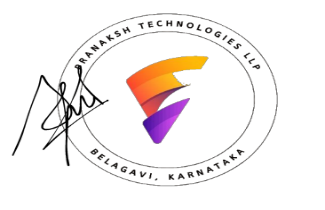 PRANAKSH TECHNOLOGIES LLP
BELAGAVI, KARNATAKA